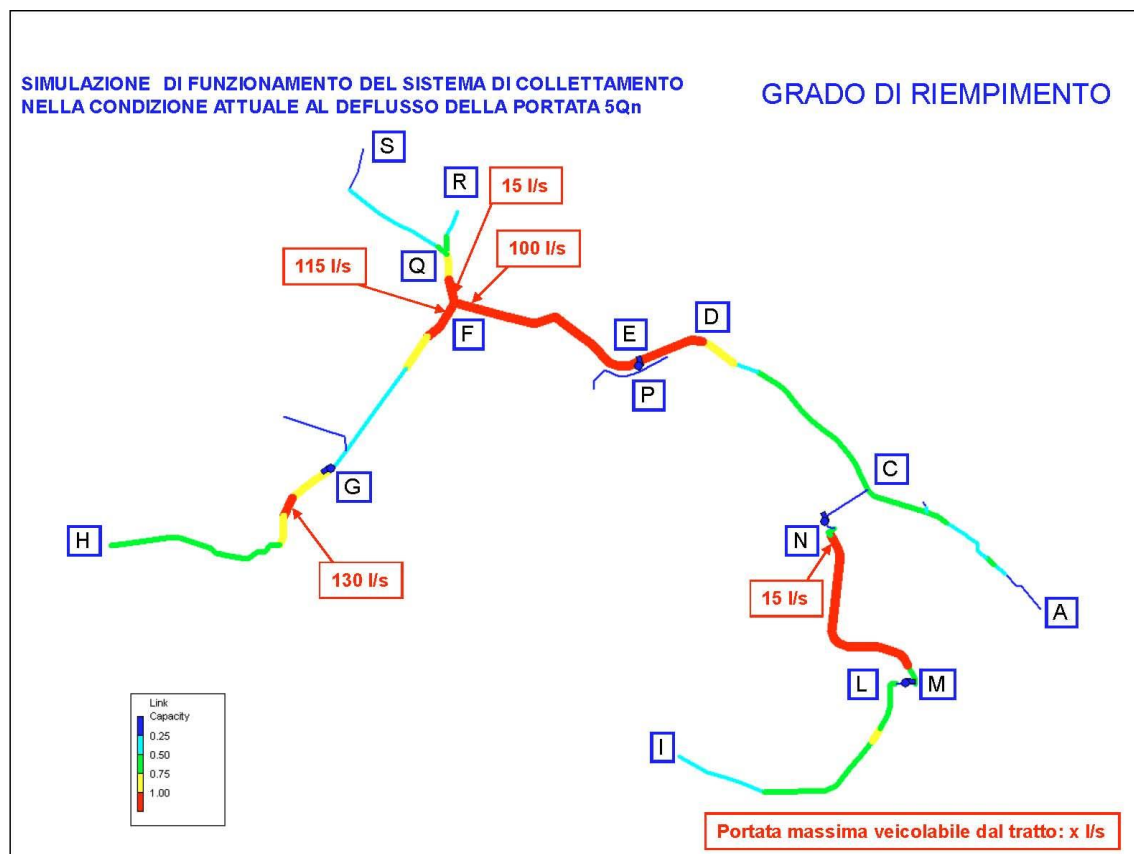 SIMULAZIONE DI FUNZIONAMENTO DEL SISTEMA DI COLLETTAMENTO
NELLA CONDIZIONE ATTUALE AL DEFLUSSO DELLA PORTATA 5Qn
GRADO DI RIEMPIMENTO
S
R
15 l/s
100 l/s
Q
115 l/s
F
E
D
P
C
G
H
N
130 l/s
15 l/s
A
L
M
I
Link
Capacity
0.25
0.50
0.75
1.00
Portata massima veicolabile dal tratto: x l/s